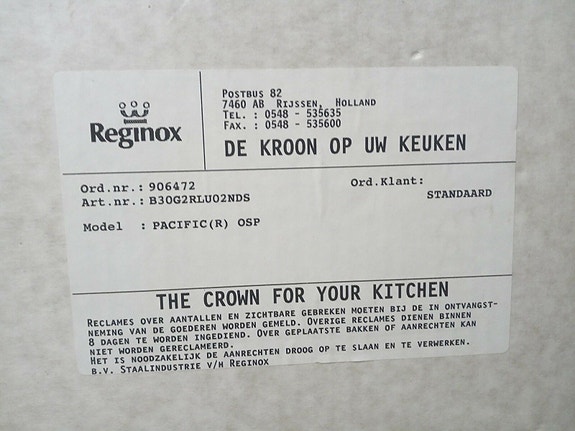 Reginox
POSTBUS 82
7460 AB RIJSSEN, HOLLAND
TEL. : 0548 - 535635
FAX. : 0548 - 535600
DE KROON OP UW KEUKEN
Ord.nr.: 906472
Art.nr.: B30G2RLU02NDS
Model : PACIFIC(R) OSP
Ord.Klant:
STANDAARD
THE CROWN FOR YOUR KITCHEN
RECLAMES OVER AANTALLEN EN ZICHTBARE GEBREKEN MOETEN BIJ DE IN ONTVANGST-
NEMING VAN DE GOEDEREN WORDEN GEMELD. OVERIGE RECLAMES DIENEN BINNEN
8 DAGEN TE WORDEN INGEDIEND. OVER GEPLAATSTE BAKKEN OF AANRECHTEN KAN
NIET WORDEN GERECLAMEERD.
HET IS NOODZAKELIJK DE AANRECHTEN DROOG OP TE SLAAN EN TE VERWERKEN.
B.V. STAALINDUSTRIE V/H REGINOX